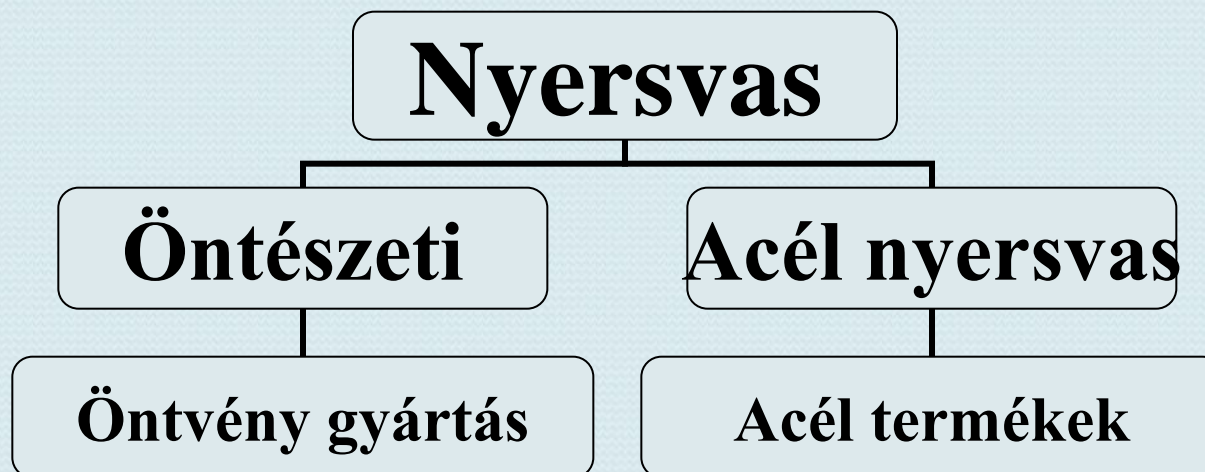 Nyersvas
Öntészeti
Acél nyersvas
Öntvény gyártás
Acél termékek